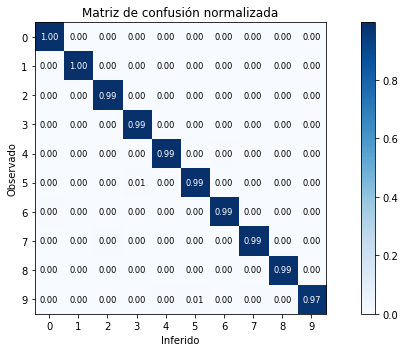 Matriz de confusión normalizada
0 1.00 0.00 0.00 0.00 0.00 0.00 0.00 0.00 0.00 0.00
1 0.00 1.00 0.00 0.00 0.00 0.00 0.00 0.00 0.00 0.00
2 0.00 0.00 0.99 0.00 0.00 0.00 0.00 0.00 0.00 0.00
3 0.00 0.00 0.00 0.99 0.00 0.00 0.00 0.00 0.00 0.00
4 0.00 0.00 0.00 0.00 0.99 0.00 0.00 0.00 0.00 0.00
5 0.00 0.00 0.00 0.01 0.00 0.99 0.00 0.00 0.00 0.00
6 0.00 0.00 0.00 0.00 0.00 0.00 0.99 0.00 0.00 0.00
7 0.00 0.00 0.00 0.00 0.00 0.00 0.00 0.99 0.00 0.00
8 0.00 0.00 0.00 0.00 0.00 0.00 0.00 0.00 0.99 0.00
9 0.00 0.00 0.00 0.00 0.00 0.01 0.00 0.00 0.00 0.97
0 1 2 3 4 5 6 7 8 9
Inferido
Observado
0.8
0.6
0.4
0.2
0.0